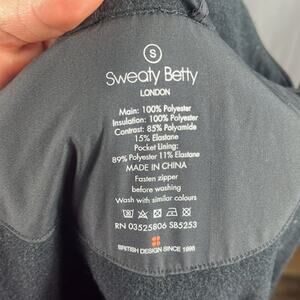 S
Sweaty Betty
LONDON
Main: 100% Polyester
Insulation: 100% Polyester
Contrast: 85% Polyamide
15% Elastane
Pocket Lining:
89% Polyester 11% Elastane
MADE IN CHINA
Fasten zipper
before washing
Wash with similar colours
RN 03525806 SB5253
BRITISH DESIGN SINCE 1998